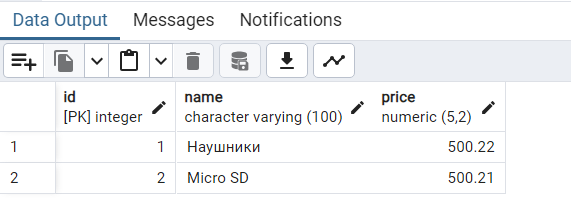 Data Output Messages Notifications
id name price
[PK] integer character varying (100) numeric (5,2)
1 1 Наушники 500.22
2 2 Micro SD 500.21